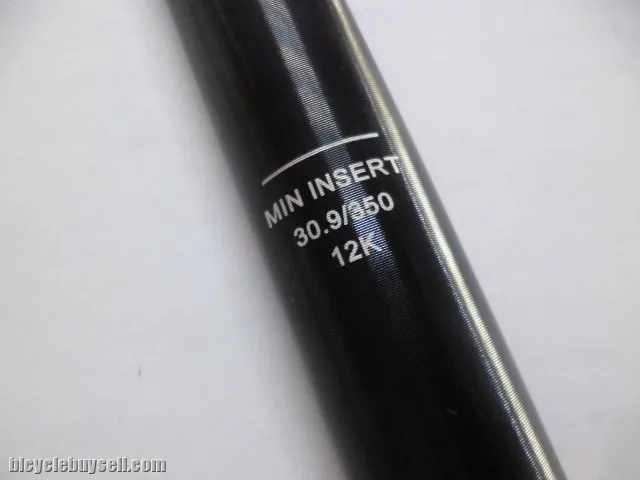 MIN INSERT
30.9/350
12K
bicyclebuysell.com